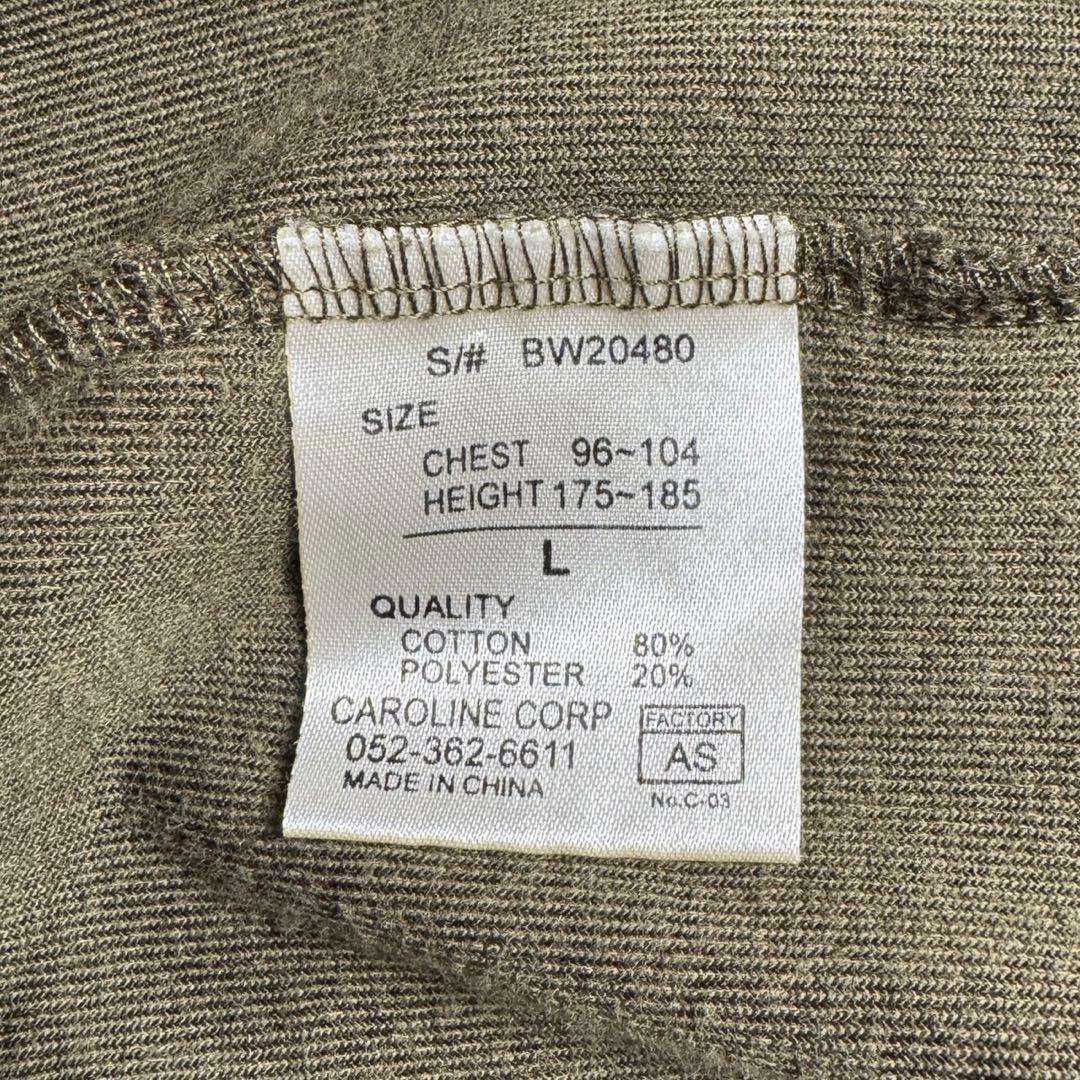 S/# BW20480
SIZE
CHEST 96~104
HEIGHT 175~185
L
QUALITY
COTTON 80%
POLYESTER 20%
CAROLINE CORP
052-362-6611
MADE IN CHINA
FACTORY
AS
No.C-03